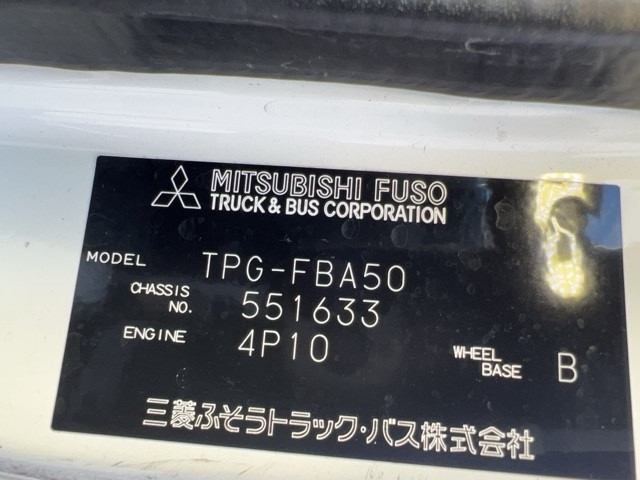 MITSUBISHI FUSO
TRUCK & BUS CORPORATION
MODEL TPG-FBA50
CHASSIS NO. 551633
ENGINE 4P10
WHEEL BASE B
三菱ふそうトラック・バス株式会社